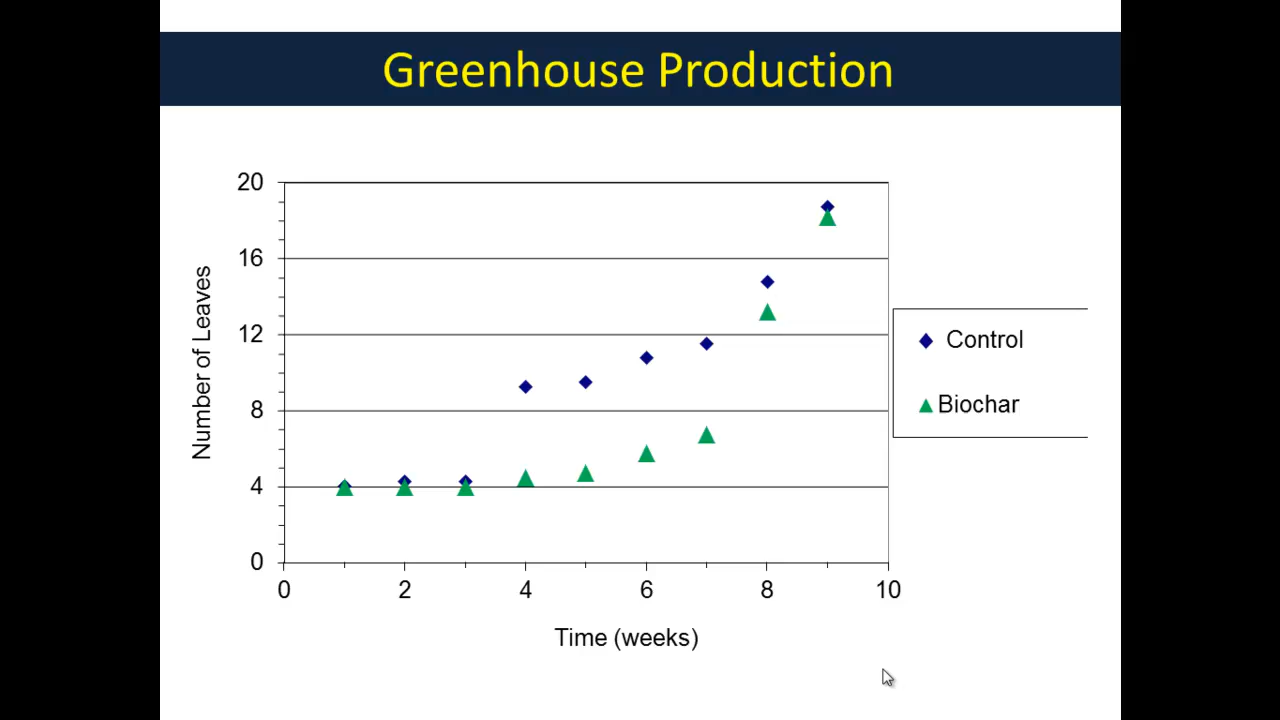 Greenhouse Production
20
16
12
8
4
0
Number of Leaves
0 2 4 6 8 10
Time (weeks)
Control
Biochar